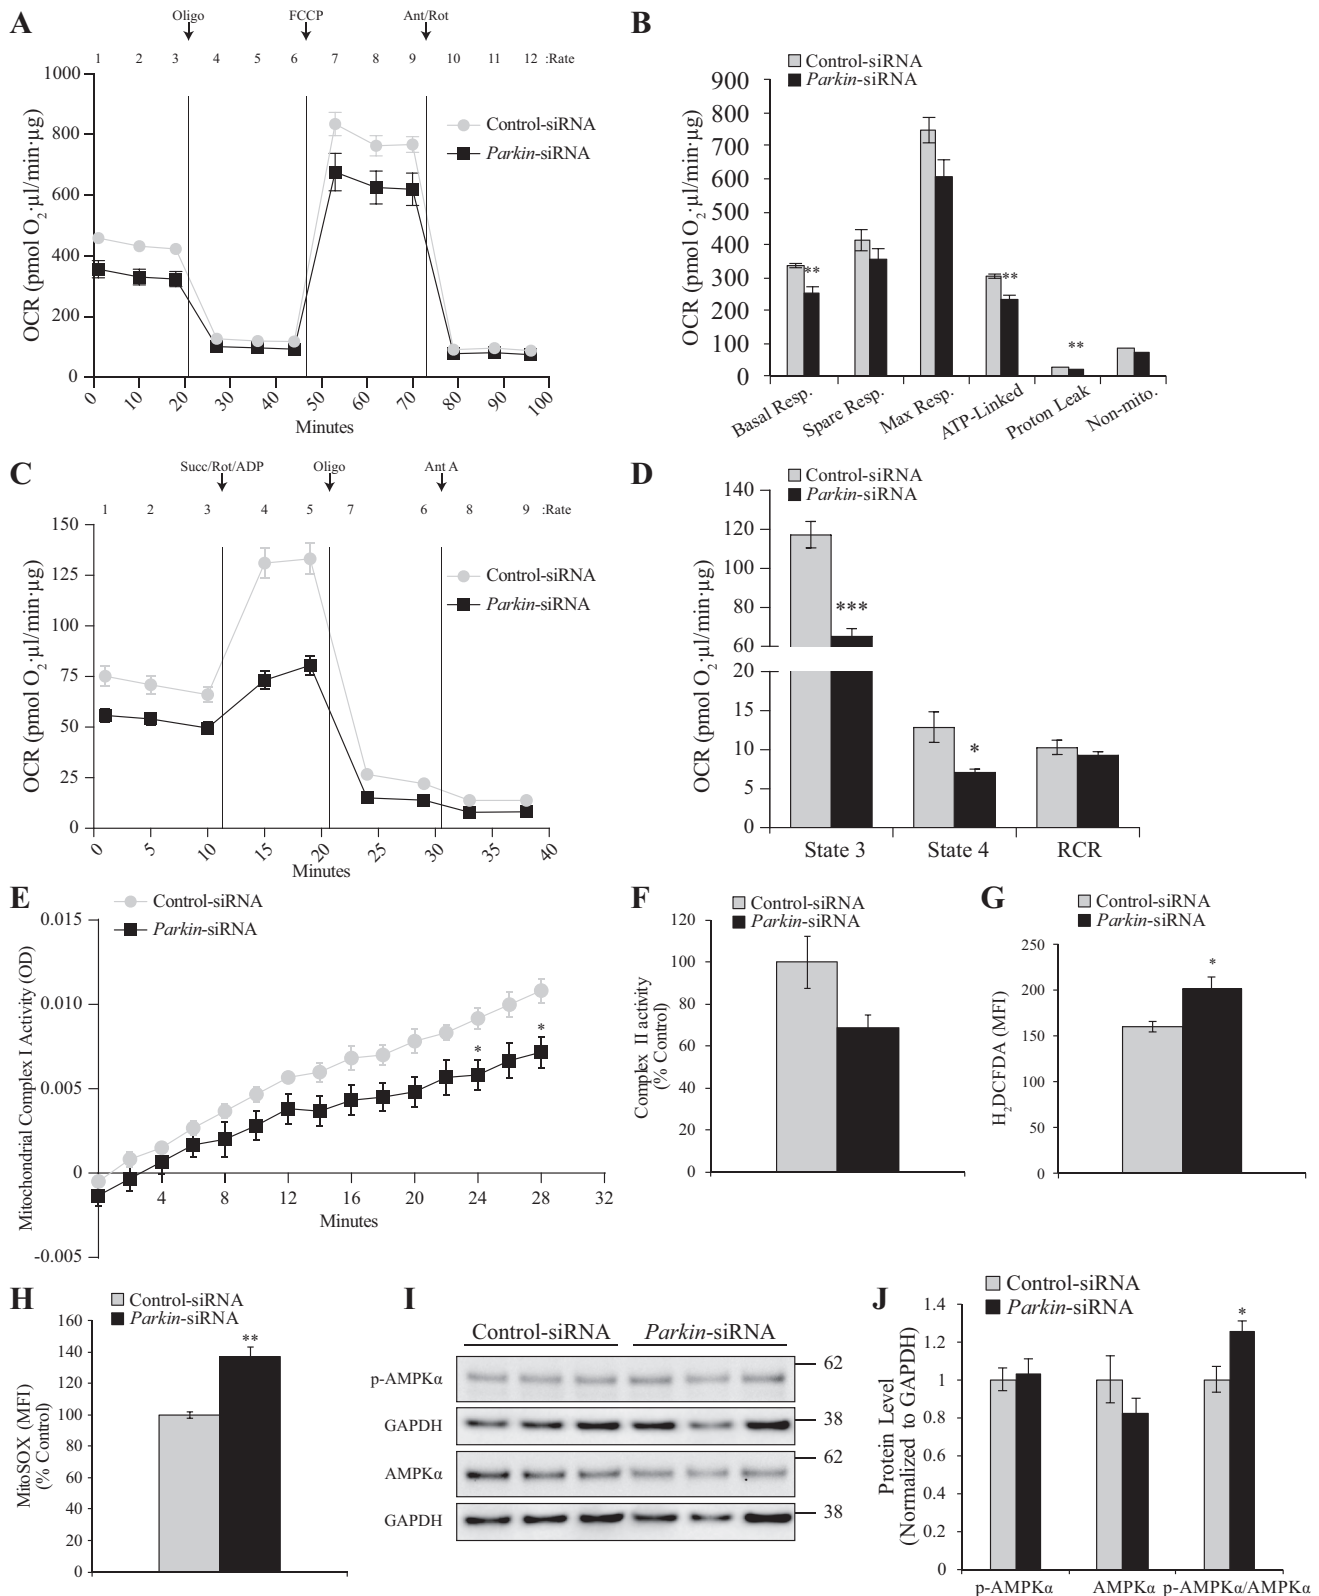 A
Oligo FCCP Ant/Rot
1 2 3 4 5 6 7 8 9 10 11 12 :Rate
1000
800
600
400
200
0
OCR (pmol O2·µl/min·µg)
Control-siRNA
Parkin-siRNA
0 10 20 30 40 50 60 70 80 90 100
Minutes
B
Control-siRNA
Parkin-siRNA
900
800
700
600
500
400
300
200
100
0
OCR (pmol O2·µl/min·µg)
** ** **
Basal Resp. Spare Resp. Max Resp. ATP-Linked Proton Leak Non-mito.
C
Succ/Rot/ADP Oligo Ant A
1 2 3 4 5 7 6 8 9 :Rate
150
125
100
75
50
25
0
OCR (pmol O2·µl/min·µg)
Control-siRNA
Parkin-siRNA
0 5 10 15 20 25 30 35 40
Minutes
D
Control-siRNA
Parkin-siRNA
140
120
100
80
60
20
15
10
5
0
OCR (pmol O2·µl/min·µg)
***
*
State 3 State 4 RCR
E
Control-siRNA
Parkin-siRNA
0.015
0.010
0.005
0
-0.005
Mitochondrial Complex I Activity (OD)
* *
4 8 12 16 20 24 28 32
Minutes
F
Control-siRNA
Parkin-siRNA
120
100
80
60
40
20
0
Complex II activity
(% Control)
G
Control-siRNA
Parkin-siRNA
250
200
150
100
50
0
H2DCFDA (MFI)
*
H
Control-siRNA
Parkin-siRNA
160
140
120
100
80
60
40
20
0
MitoSOX (MFI)
(% Control)
**
I
Control-siRNA Parkin-siRNA
p-AMPKα 62
GAPDH 38
AMPKα 62
GAPDH 38
J
Control-siRNA
Parkin-siRNA
1.4
1.2
1
0.8
0.6
0.4
0.2
0
Protein Level
(Normalized to GAPDH)
*
p-AMPKα AMPKα p-AMPKα/AMPKα